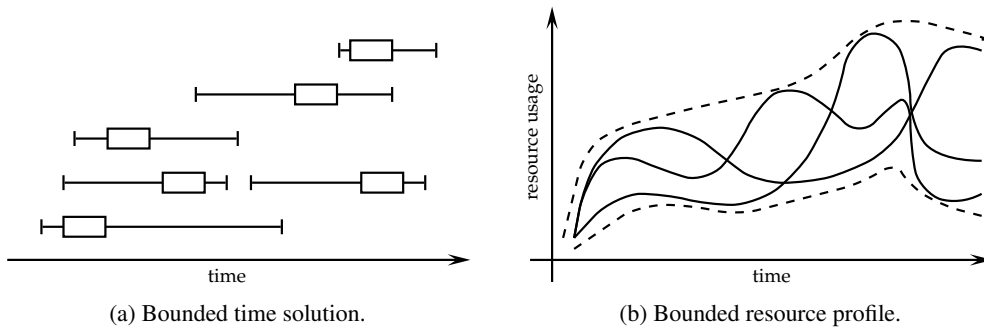 time
(a) Bounded time solution.
resource usage
time
(b) Bounded resource profile.